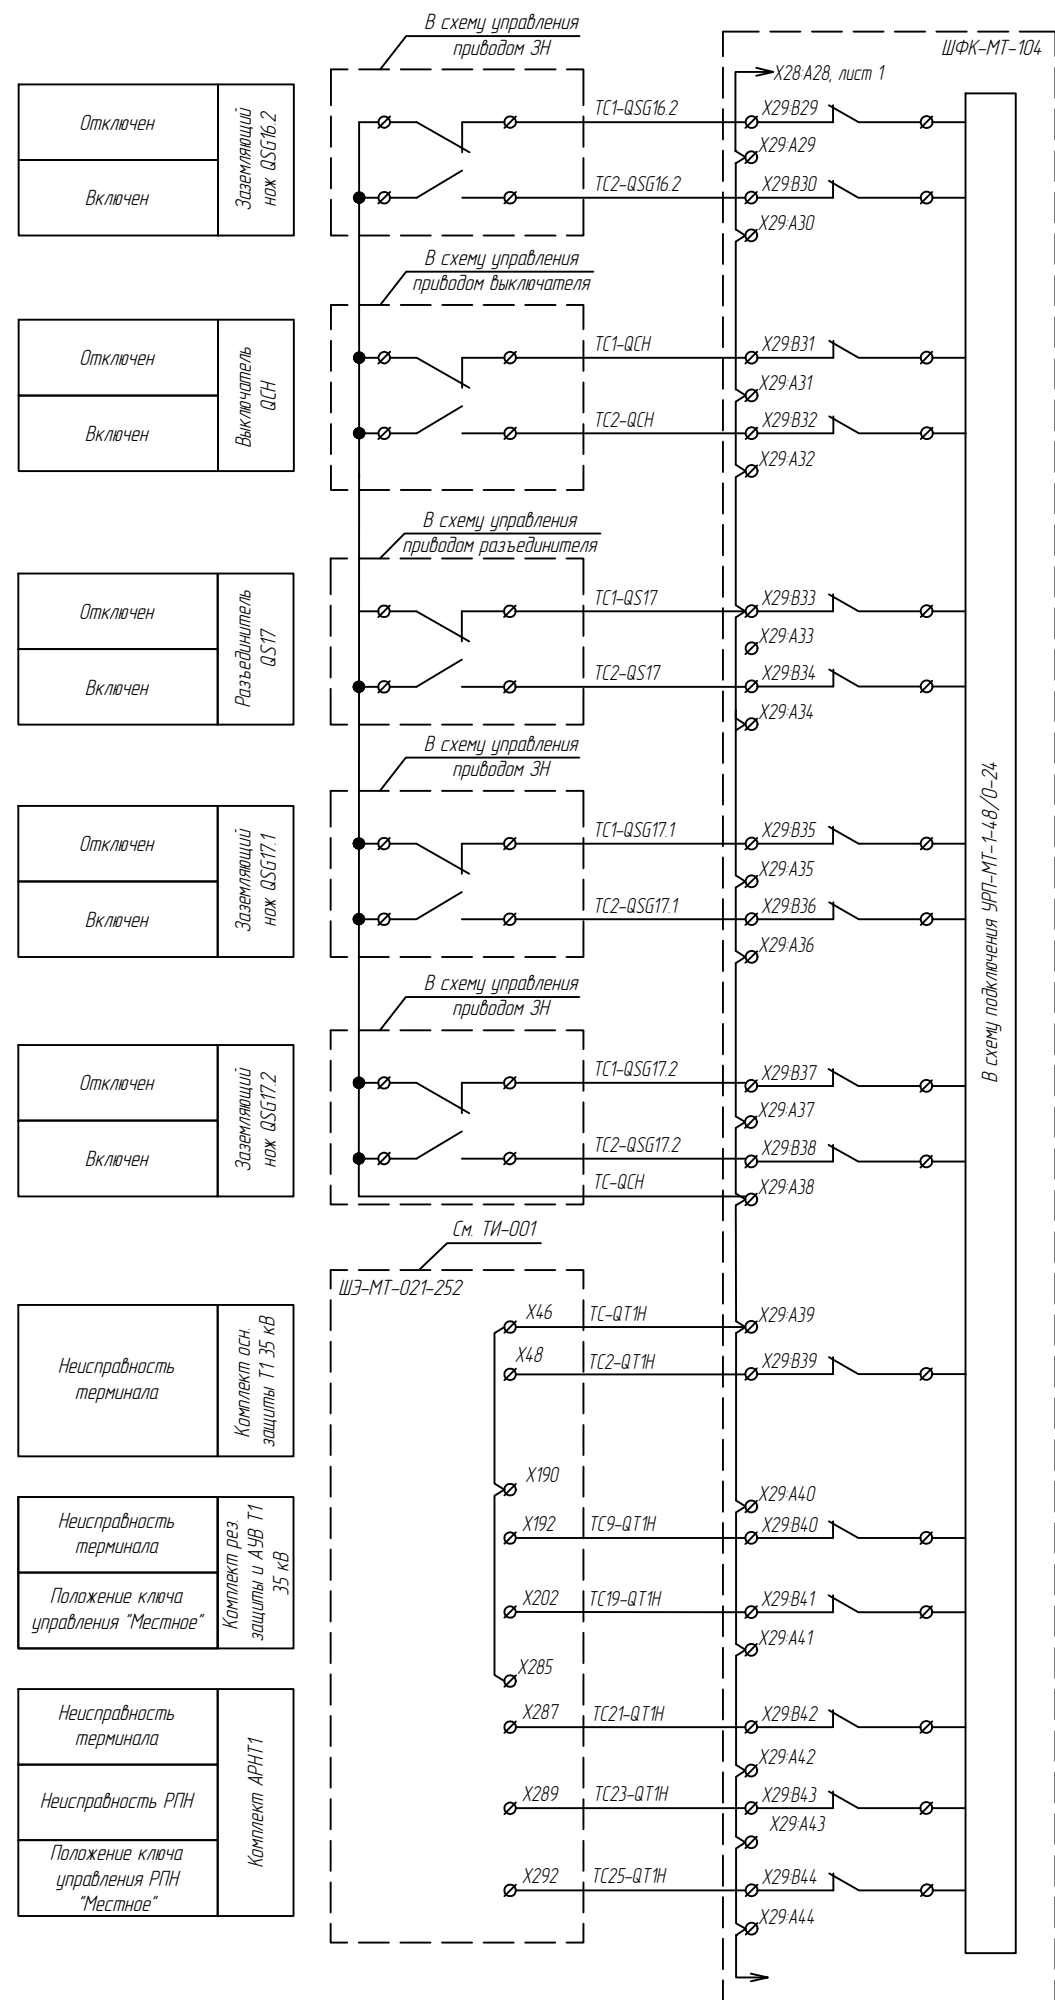 В схему управления
приводом ЗН
ШФК-МТ-104
X28:A28, лист 1
Отключен
Включен
Заземляющий
нож QSG16.2
TC1-QSG16.2
X29:B29
X29:A29
TC2-QSG16.2
X29:B30
X29:A30
В схему управления
приводом выключателя
Отключен
Включен
Выключатель
QCH
TC1-QCH
X29:B31
X29:A31
TC2-QCH
X29:B32
X29:A32
В схему управления
приводом разъединителя
Отключен
Включен
Разъединитель
QS17
TC1-QS17
X29:B33
X29:A33
TC2-QS17
X29:B34
X29:A34
В схему управления
приводом ЗН
Отключен
Включен
Заземляющий
нож QSG17.1
TC1-QSG17.1
X29:B35
X29:A35
TC2-QSG17.1
X29:B36
X29:A36
В схему подключения УРП-МТ-1-48/0-24
В схему управления
приводом ЗН
Отключен
Включен
Заземляющий
нож QSG17.2
TC1-QSG17.2
X29:B37
X29:A37
TC2-QSG17.2
X29:B38
TC-QCH
X29:A38
См. ТИ-001
ШЭ-МТ-021-252
Неисправность
терминала
Комплект осн.
защиты Т1 35 кВ
X46
TC-QT1H
X29:A39
X48
TC2-QT1H
X29:B39
X190
X29:A40
Неисправность
терминала
Положение ключа
управления "Местное"
Комплект рез.
защиты и АУВ Т1
35 кВ
X192
TC9-QT1H
X29:B40
X202
TC19-QT1H
X29:B41
X29:A41
X285
Неисправность
терминала
Неисправность РПН
Положение ключа
управления РПН
"Местное"
Комплект АРНТ1
X287
TC21-QT1H
X29:B42
X29:A42
X289
TC23-QT1H
X29:B43
X29:A43
X292
TC25-QT1H
X29:B44
X29:A44